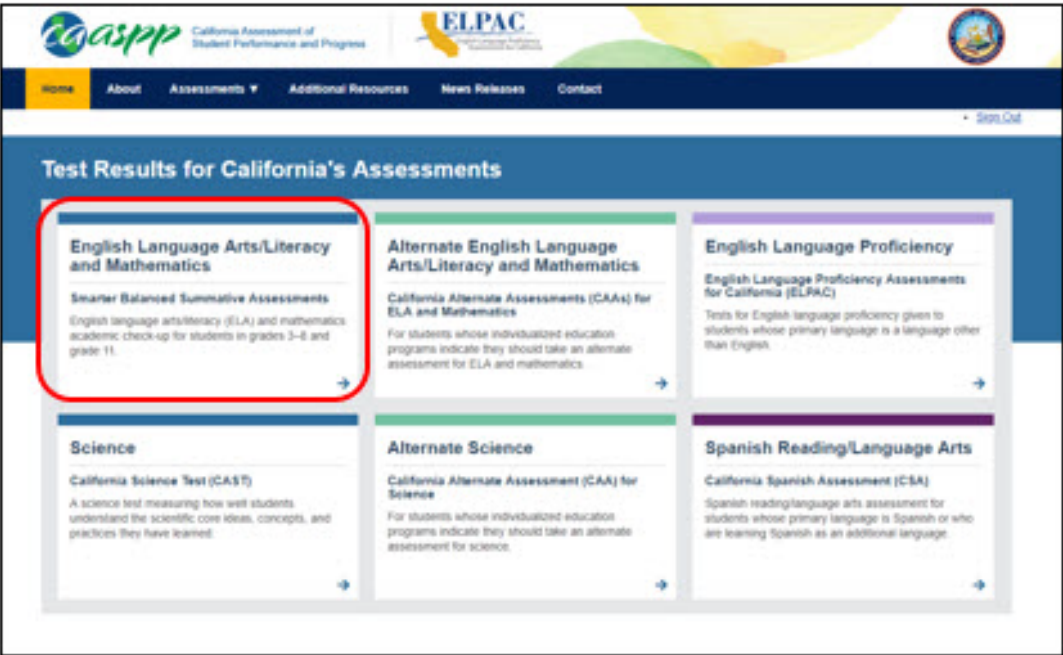 caaspp California Assessment of
Student Performance and Progress
ELPAC
English Language Proficiency
Assessments for California
Home About Assessments ▼ Additional Resources News Releases Contact
• Sign Out
Test Results for California's Assessments
English Language Arts/Literacy
and Mathematics
Smarter Balanced Summative Assessments
English language arts/literacy (ELA) and mathematics
academic check-up for students in grades 3–8 and
grade 11.
→
Alternate English Language
Arts/Literacy and Mathematics
California Alternate Assessments (CAAs) for
ELA and Mathematics
For students whose individualized education
programs indicate they should take an alternate
assessment for ELA and mathematics.
→
English Language Proficiency
English Language Proficiency Assessments
for California (ELPAC)
Tests for English language proficiency given to
students whose primary language is a language other
than English.
→
Science
California Science Test (CAST)
A science test measuring how well students
understand the scientific core ideas, concepts, and
practices they have learned.
→
Alternate Science
California Alternate Assessment (CAA) for
Science
For students whose individualized education
programs indicate they should take an alternate
assessment for science.
→
Spanish Reading/Language Arts
California Spanish Assessment (CSA)
Spanish reading/language arts assessment for
students whose primary language is Spanish or who
are learning Spanish as an additional language.
→